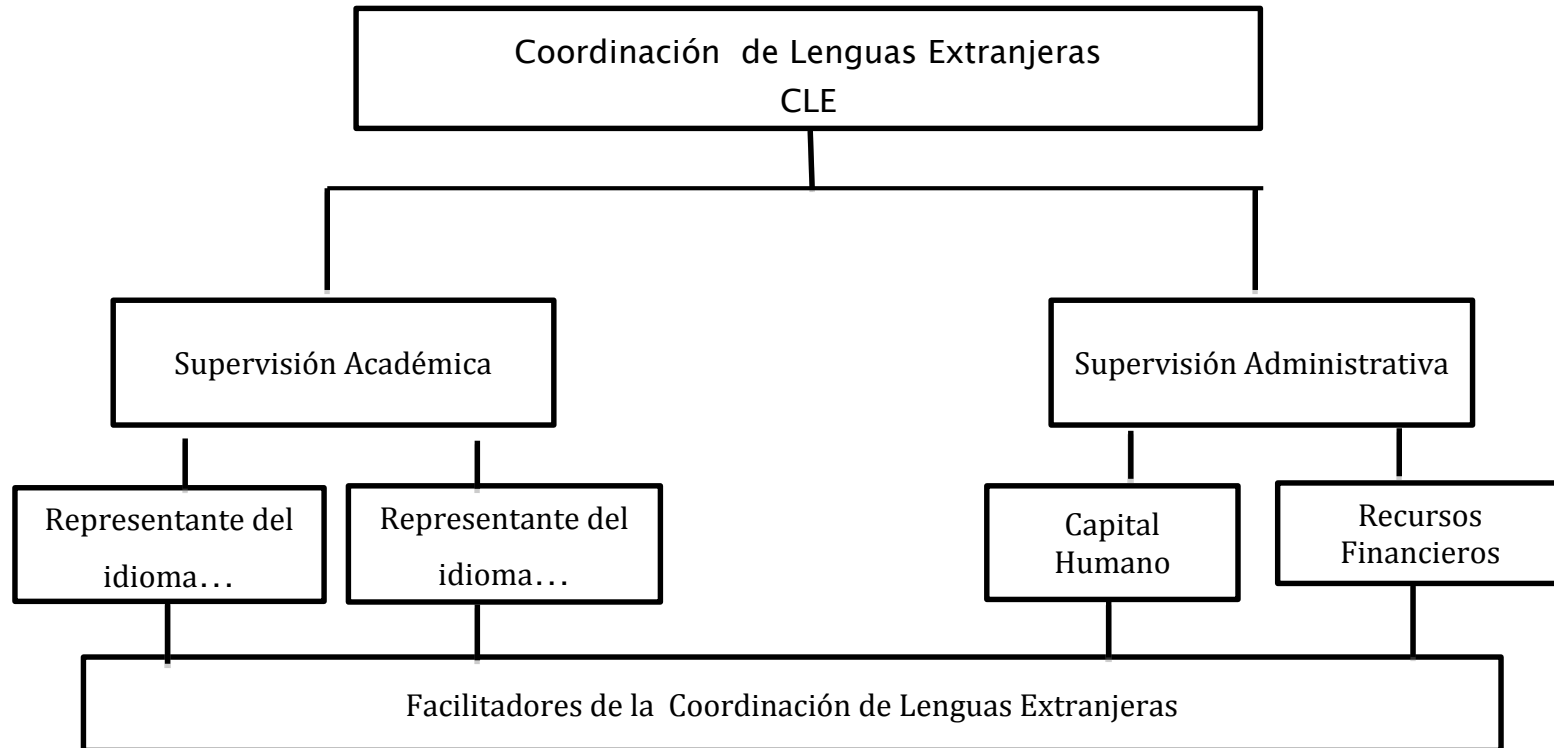 Coordinación de Lenguas Extranjeras
CLE
Supervisión Académica
Supervisión Administrativa
Representante del
idioma…
Representante del
idioma…
Capital
Humano
Recursos
Financieros
Facilitadores de la Coordinación de Lenguas Extranjeras